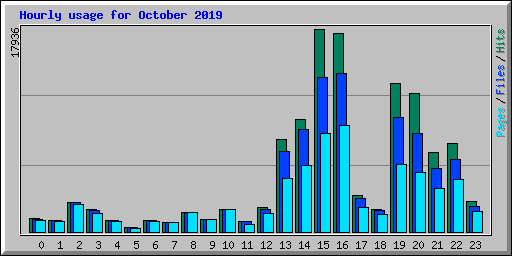 Hourly usage for October 2019
17936
Pages/Files/Hits
0 1 2 3 4 5 6 7 8 9 10 11 12 13 14 15 16 17 18 19 20 21 22 23